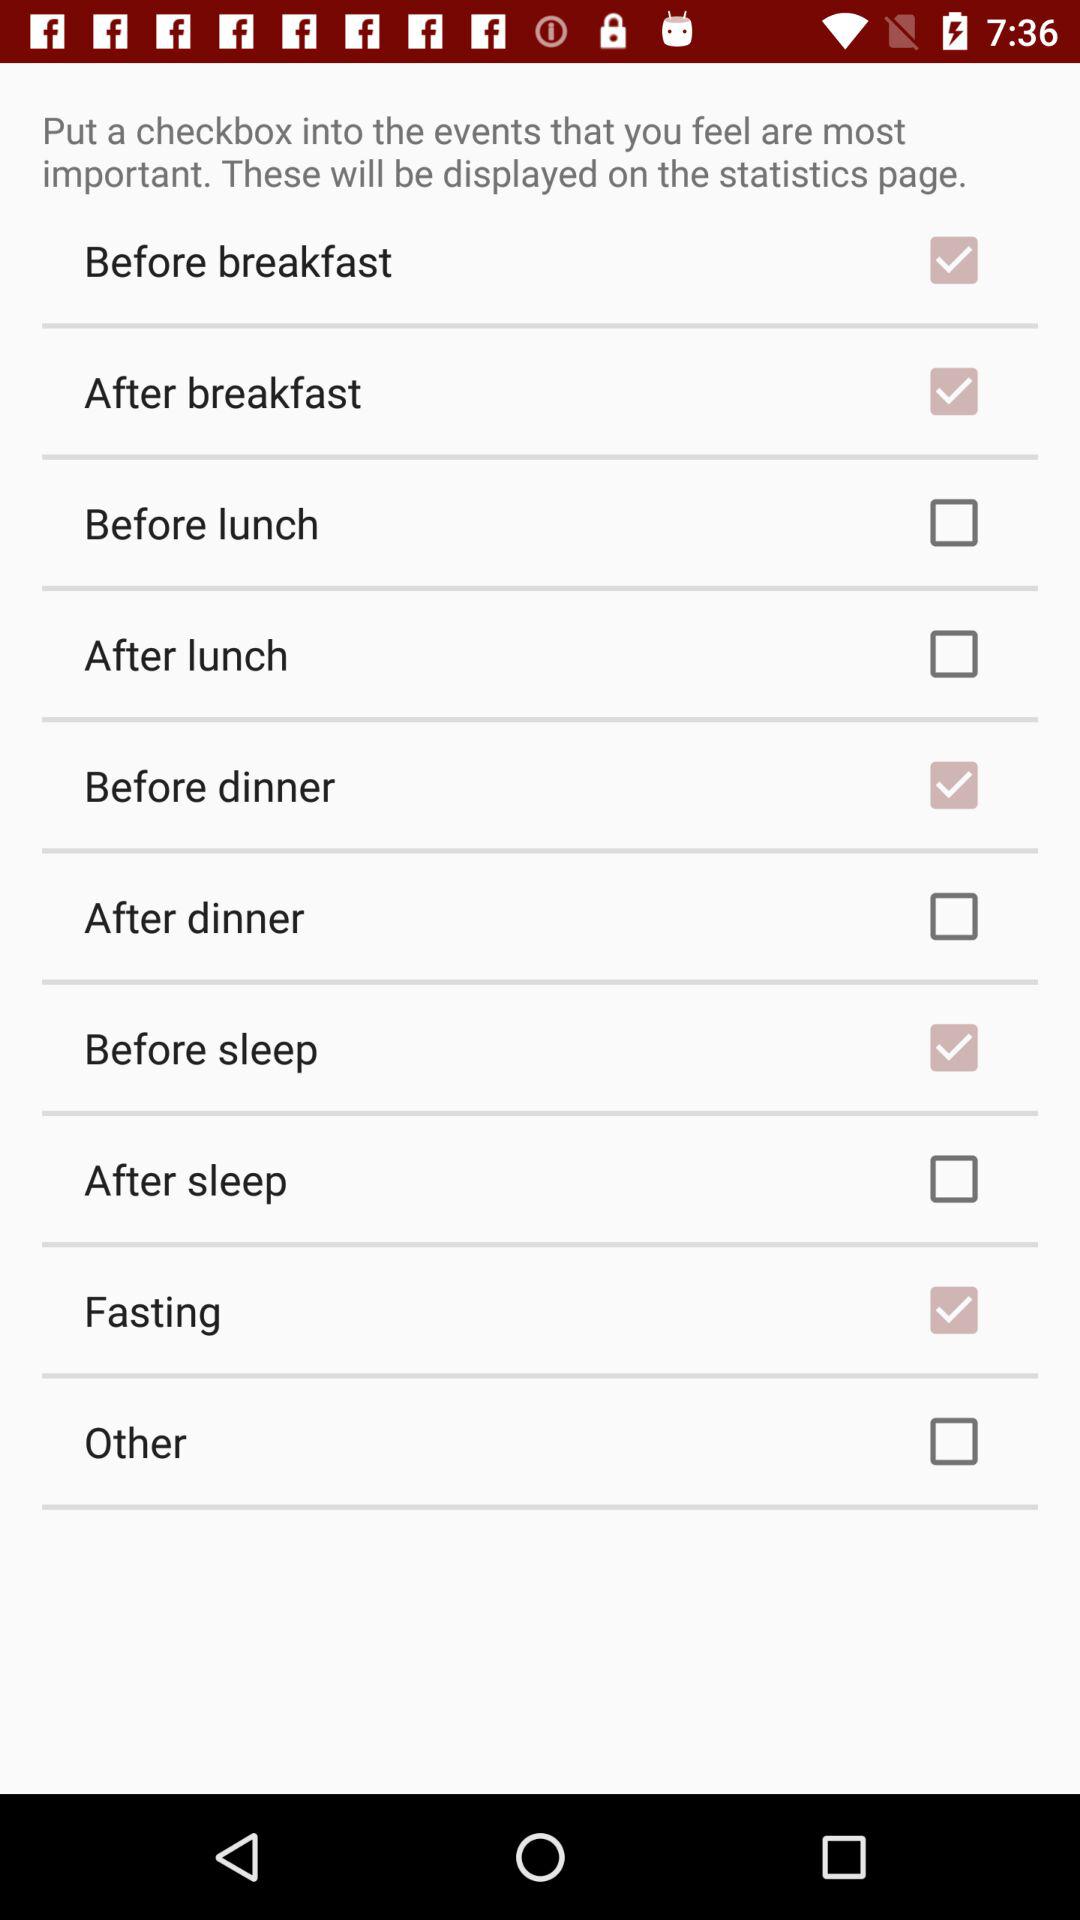 7:36
Put a checkbox into the events that you feel are most
important. These will be displayed on the statistics page.
Before breakfast
After breakfast
Before lunch
After lunch
Before dinner
After dinner
Before sleep
After sleep
Fasting
Other